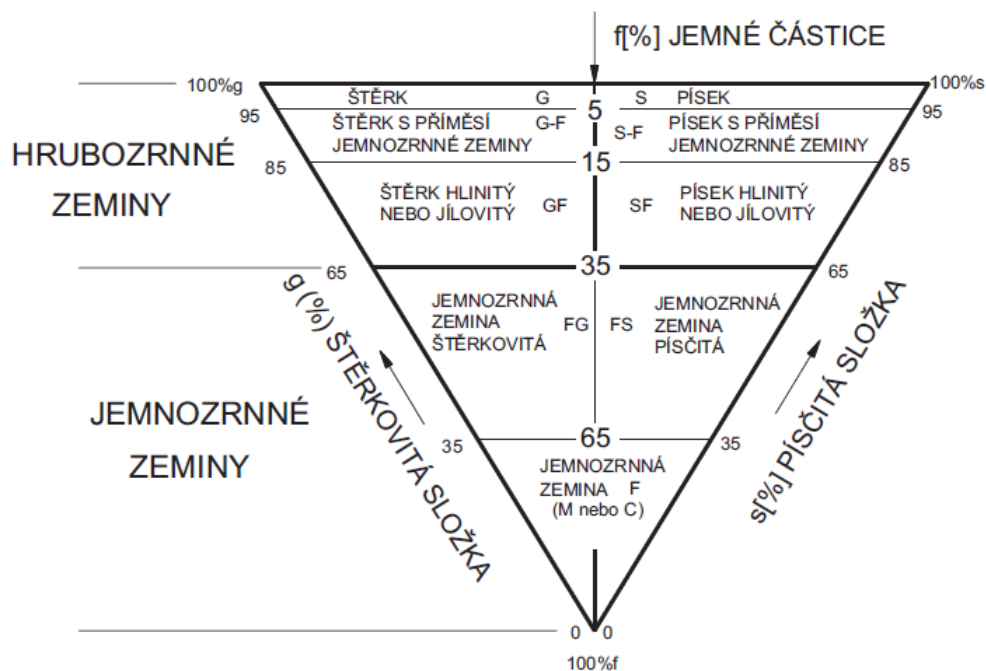 f[%] JEMNÉ ČÁSTICE
100%g
100%s
ŠTĚRK G S PÍSEK
95 5 95
ŠTĚRK S PŘÍMĚSÍ G-F S-F PÍSEK S PŘÍMĚSÍ
JEMNOZRNNÉ ZEMINY JEMNOZRNNÉ ZEMINY
HRUBOZRNNÉ
ZEMINY
85 15 85
ŠTĚRK HLINITÝ GF SF PÍSEK HLINITÝ
NEBO JÍLOVITÝ NEBO JÍLOVITÝ
65 35 65
g (%) ŠTĚRKOVITÁ SLOŽKA
JEMNOZRNNÁ
ZEMINA FG
ŠTĚRKOVITÁ
JEMNOZRNNÁ
FS ZEMINA
PÍSČITÁ
s[%] PÍSČITÁ SLOŽKA
JEMNOZRNNÉ
ZEMINY
35 65 35
JEMNOZRNNÁ
ZEMINA F
(M nebo C)
0 0
100%f